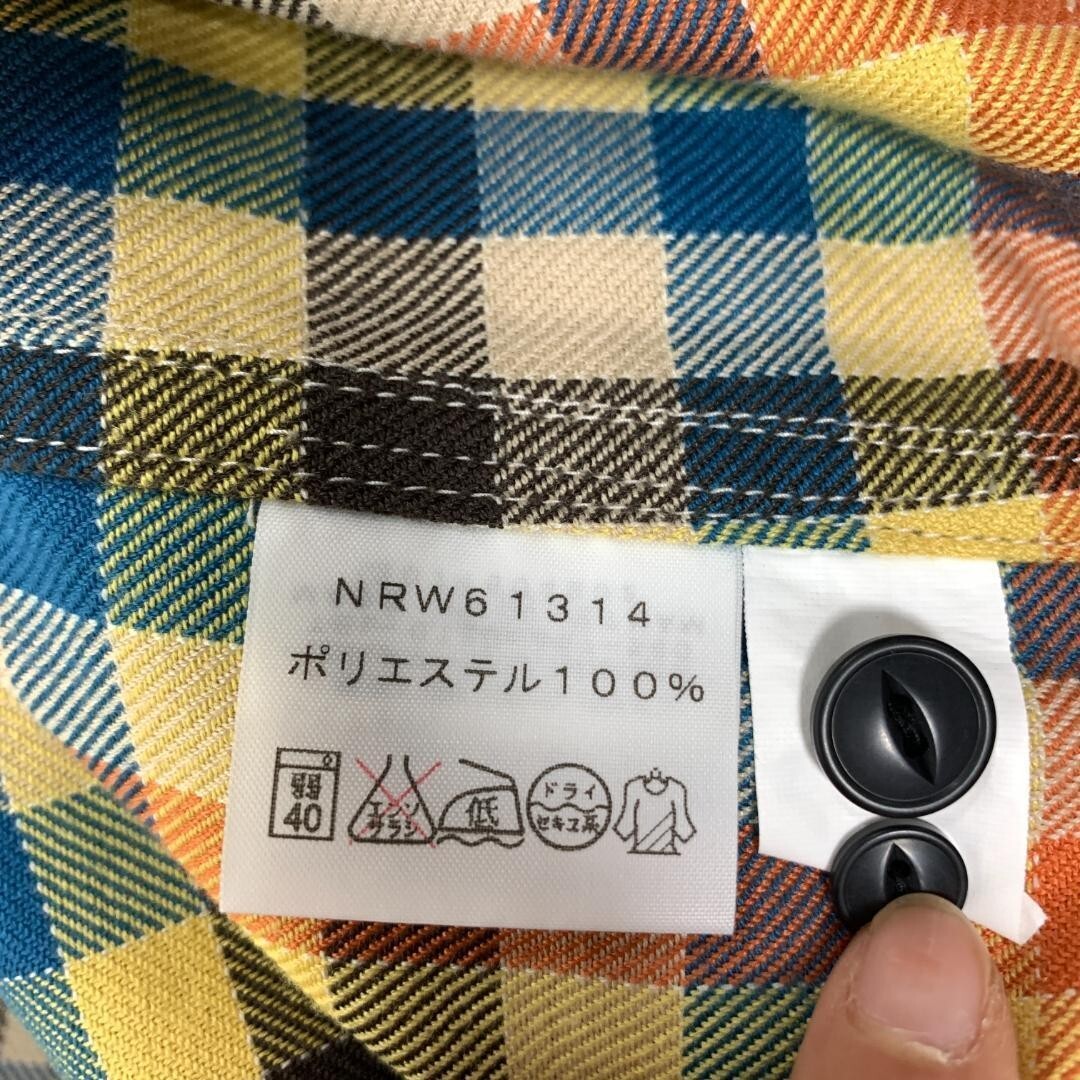 NRW61314
ポリエステル100%
弱
40
エンソ
サラシ
低
ドライ
セキユ系